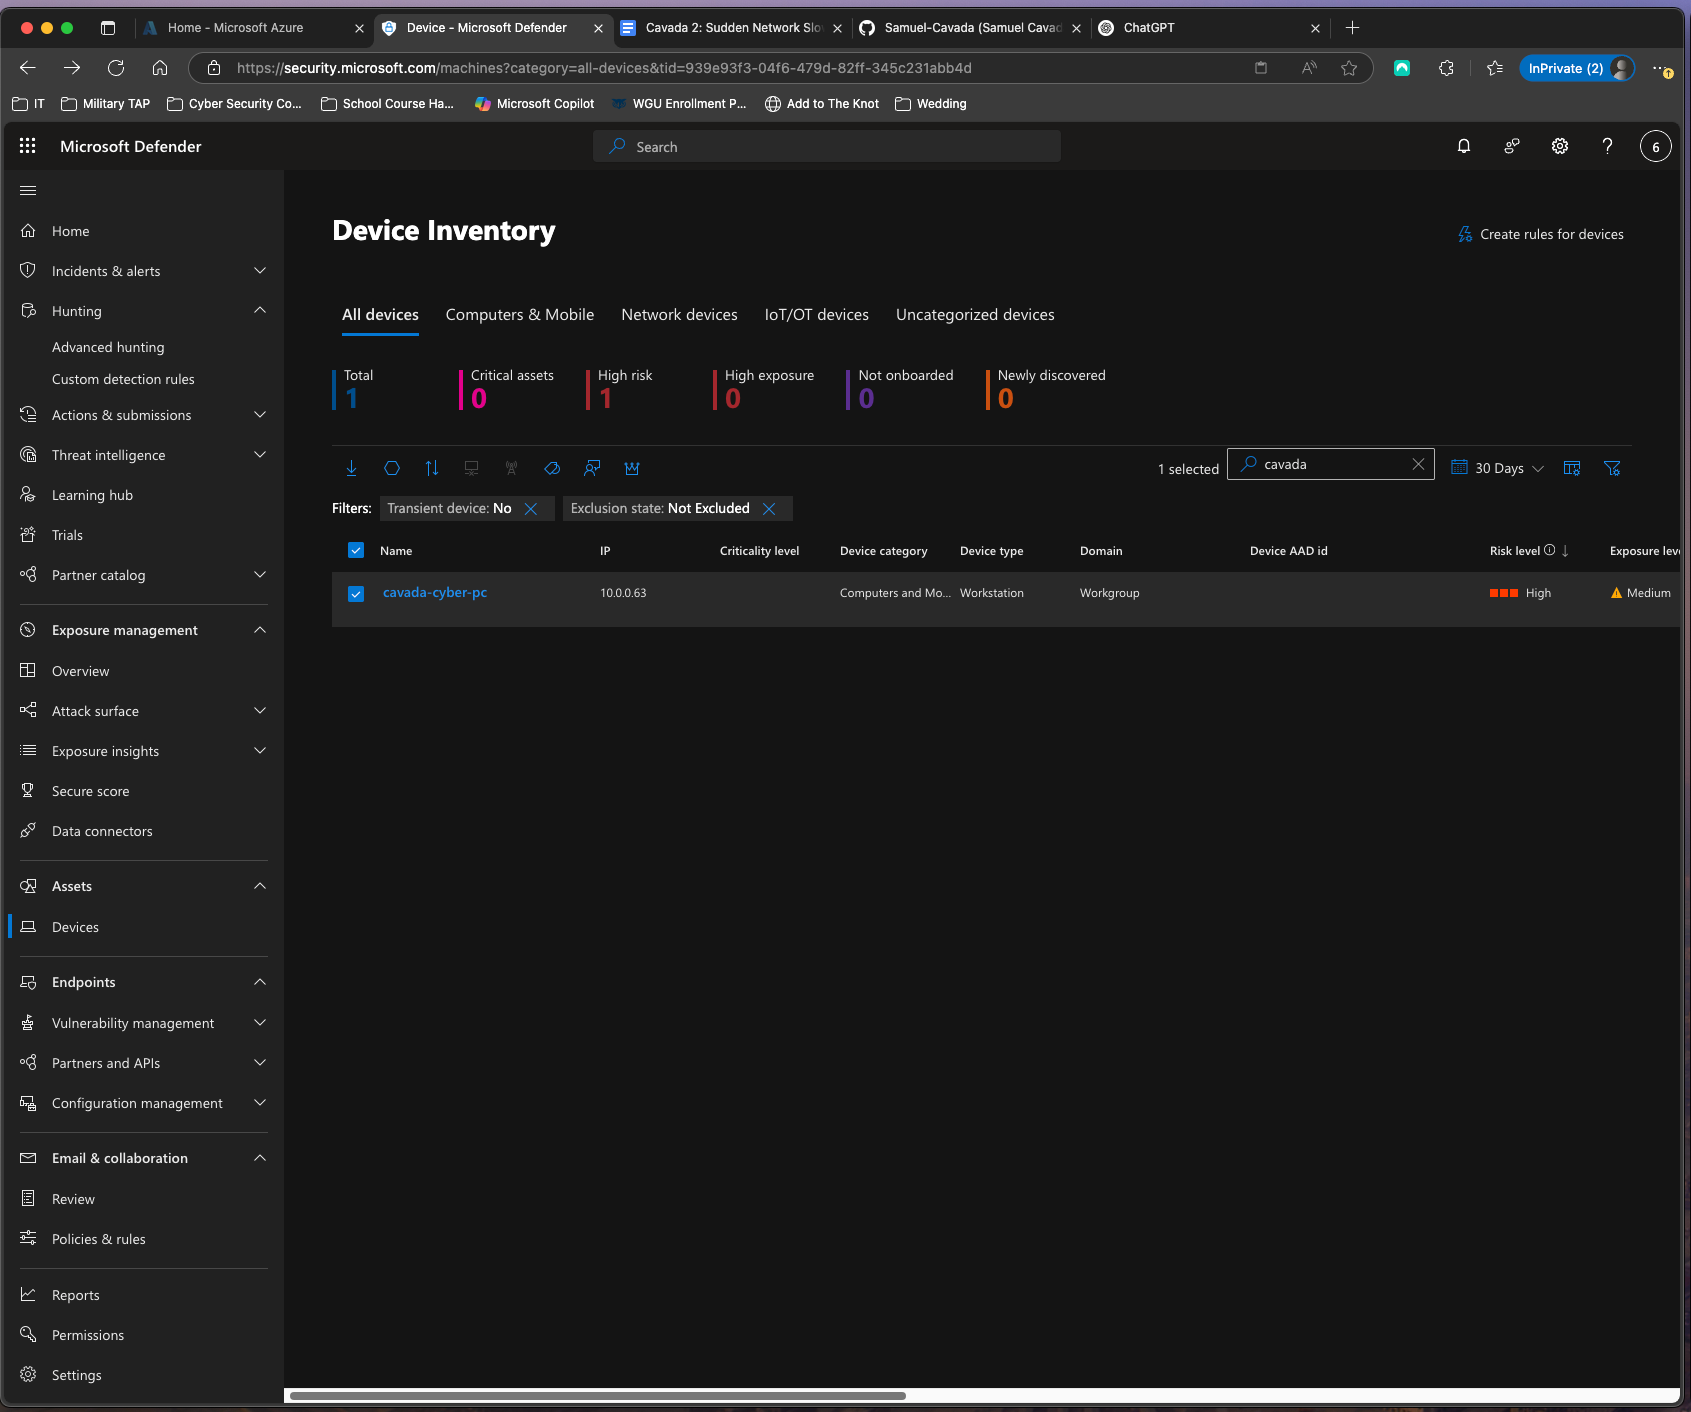 Home - Microsoft Azure
Device - Microsoft Defender
Cavada 2: Sudden Network Slo
Samuel-Cavada (Samuel Cavad
ChatGPT
https://security.microsoft.com/machines?category=all-devices&tid=939e93f3-04f6-479d-82ff-345c231abb4d
InPrivate (2)
IT
Military TAP
Cyber Security Co...
School Course Ha...
Microsoft Copilot
WGU Enrollment P...
Add to The Knot
Wedding
Microsoft Defender
Search
6
Home
Incidents & alerts
Hunting
Advanced hunting
Custom detection rules
Actions & submissions
Threat intelligence
Learning hub
Trials
Partner catalog
Exposure management
Overview
Attack surface
Exposure insights
Secure score
Data connectors
Assets
Devices
Endpoints
Vulnerability management
Partners and APIs
Configuration management
Email & collaboration
Review
Policies & rules
Reports
Permissions
Settings
Device Inventory
Create rules for devices
All devices Computers & Mobile Network devices IoT/OT devices Uncategorized devices
Total Critical assets High risk High exposure Not onboarded Newly discovered
1 0 1 0 0 0
1 selected cavada 30 Days
Filters: Transient device: No Exclusion state: Not Excluded
Name IP Criticality level Device category Device type Domain Device AAD id Risk level Exposure leve
cavada-cyber-pc 10.0.0.63 Computers and Mo... Workstation Workgroup High Medium